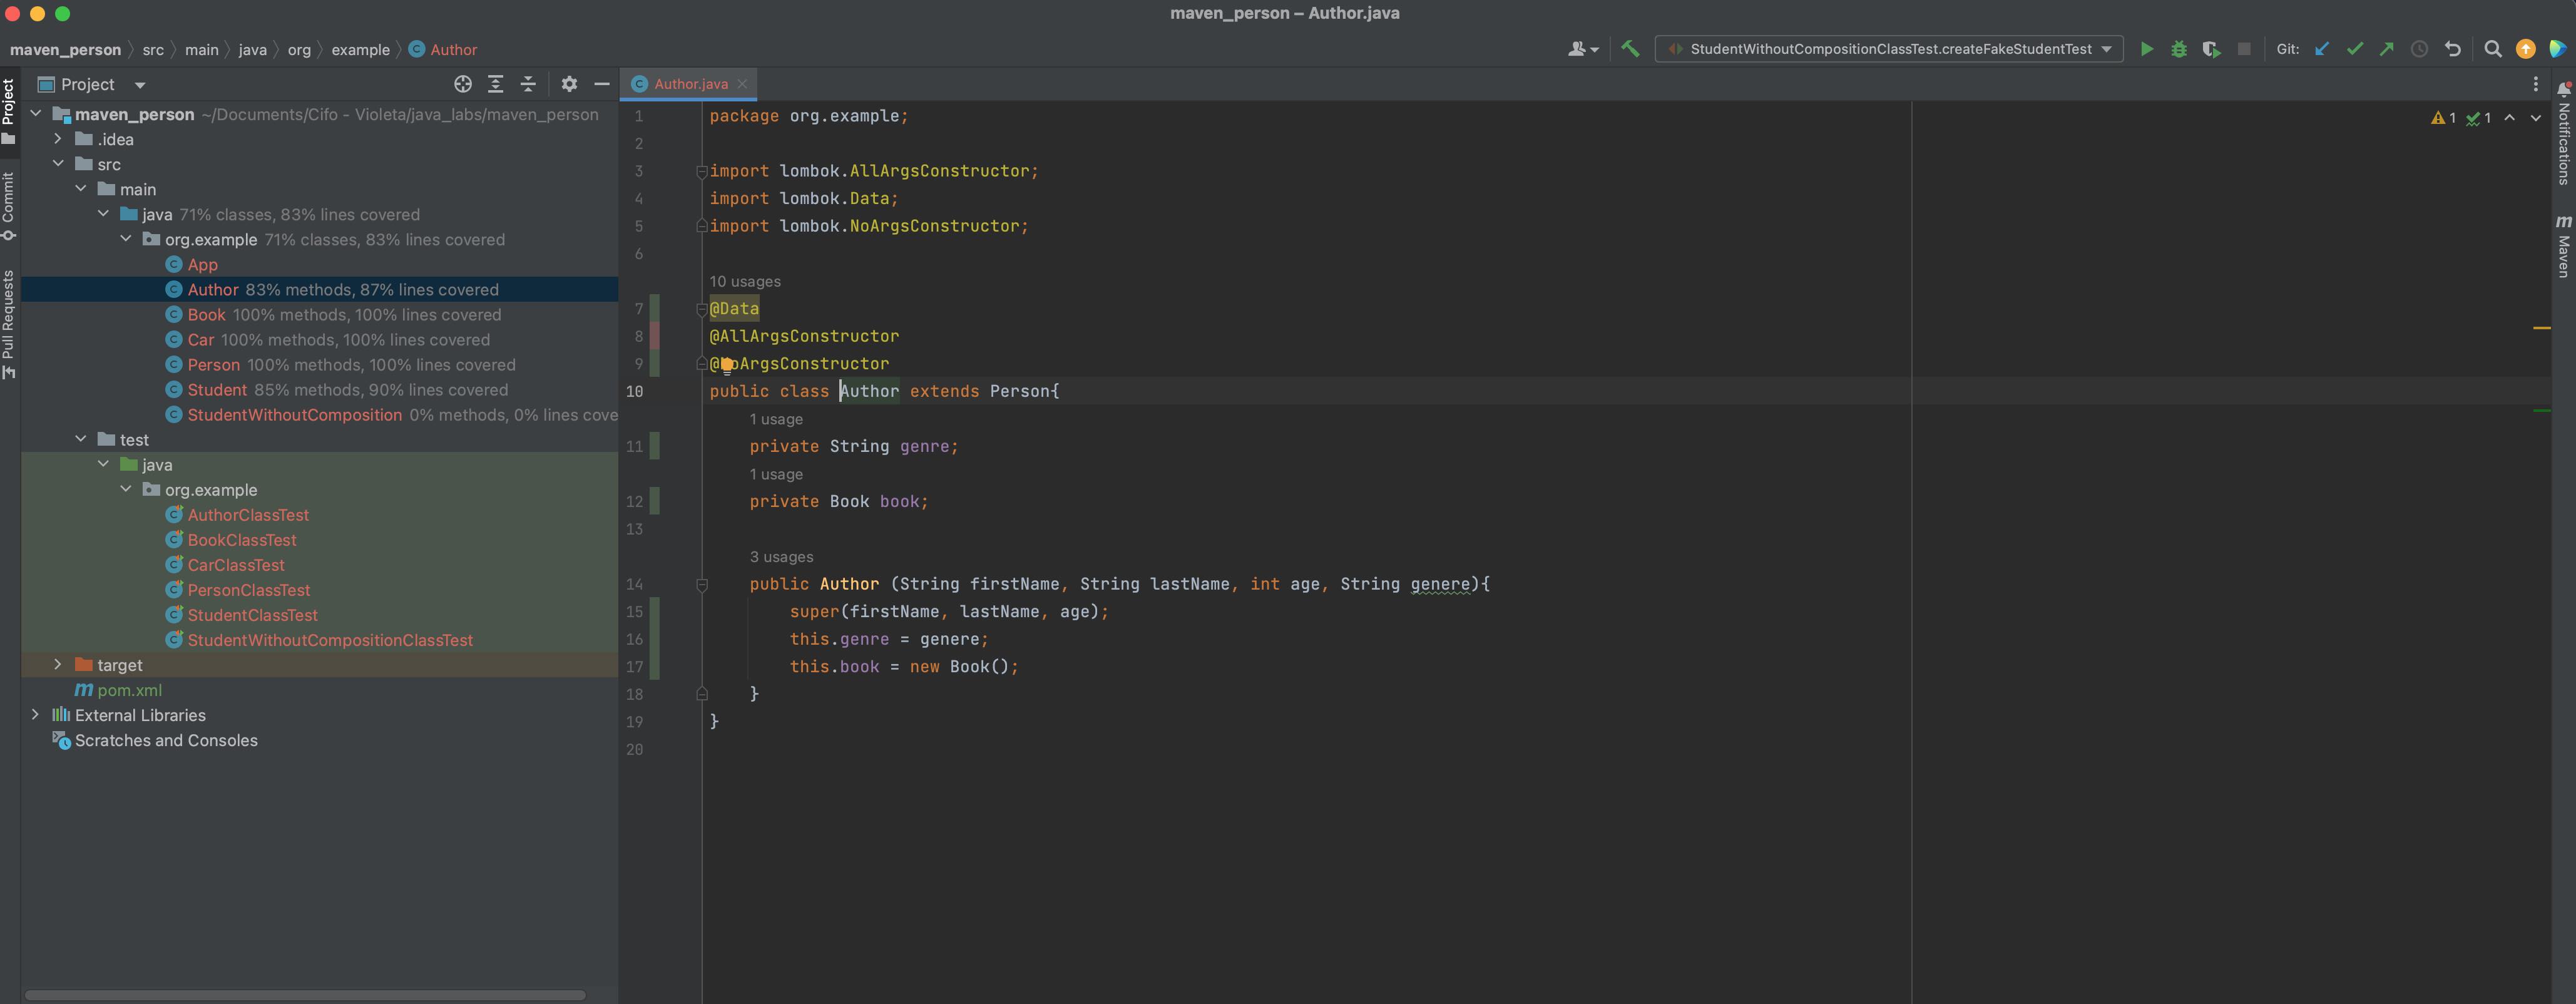 maven_person – Author.java
maven_person src main java org example Author
StudentWithoutCompositionClassTest.createFakeStudentTest Git:
Project
Project
Commit
Pull Requests
maven_person ~/Documents/Cifo - Violeta/java_labs/maven_person
.idea
src
main
java 71% classes, 83% lines covered
org.example 71% classes, 83% lines covered
App
Author 83% methods, 87% lines covered
Book 100% methods, 100% lines covered
Car 100% methods, 100% lines covered
Person 100% methods, 100% lines covered
Student 85% methods, 90% lines covered
StudentWithoutComposition 0% methods, 0% lines cove
test
java
org.example
AuthorClassTest
BookClassTest
CarClassTest
PersonClassTest
StudentClassTest
StudentWithoutCompositionClassTest
target
pom.xml
External Libraries
Scratches and Consoles
Author.java
1 package org.example;
2
3 import lombok.AllArgsConstructor;
4 import lombok.Data;
5 import lombok.NoArgsConstructor;
6
10 usages
7 @Data
8 @AllArgsConstructor
9 @NoArgsConstructor
10 public class Author extends Person{
1 usage
11 private String genre;
1 usage
12 private Book book;
13
3 usages
14 public Author (String firstName, String lastName, int age, String genere){
15 super(firstName, lastName, age);
16 this.genre = genere;
17 this.book = new Book();
18 }
19 }
20
1 1
Notifications
Maven